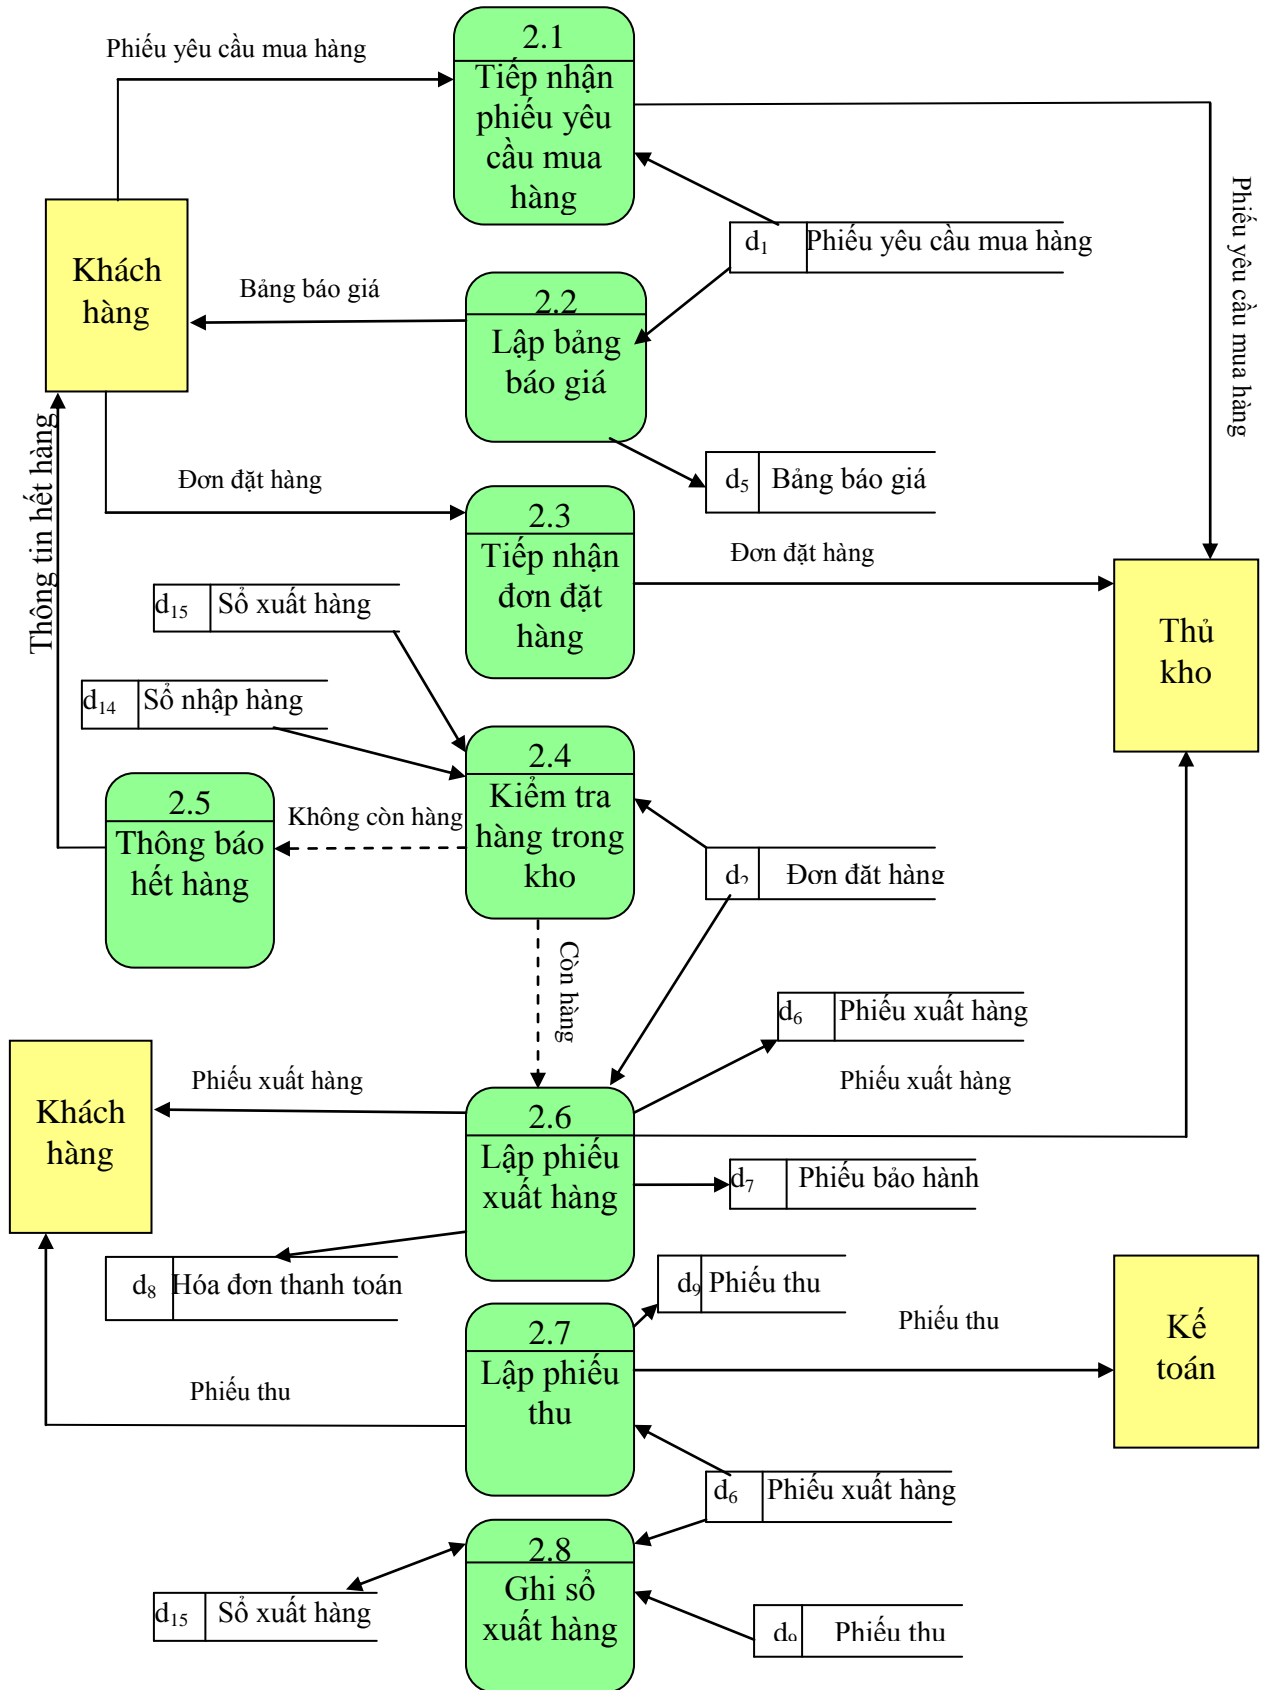 2.1
Phiếu yêu cầu mua hàng
Tiếp nhận
phiếu yêu
cầu mua
hàng
Phiếu yêu cầu mua hàng
d1 Phiếu yêu cầu mua hàng
Khách
hàng
Bảng báo giá
2.2
Lập bảng
báo giá
Thông tin hết hàng
d5 Bảng báo giá
Đơn đặt hàng
2.3
Tiếp nhận
đơn đặt
hàng
Đơn đặt hàng
d15 Sổ xuất hàng
Thủ
kho
d14 Sổ nhập hàng
2.4
Kiểm tra
hàng trong
kho
2.5
Thông báo
hết hàng
Không còn hàng
d2 Đơn đăt hàng
Còn hàng
d6 Phiếu xuất hàng
Phiếu xuất hàng
Khách
hàng
Phiếu xuất hàng
2.6
Lập phiếu
xuất hàng
d7 Phiếu bảo hành
d8 Hóa đơn thanh toán
d9 Phiếu thu
2.7
Lập phiếu
thu
Phiếu thu
Kế
toán
Phiếu thu
d6 Phiếu xuất hàng
2.8
Ghi sổ
xuất hàng
d15 Sổ xuất hàng
d9 Phiếu thu